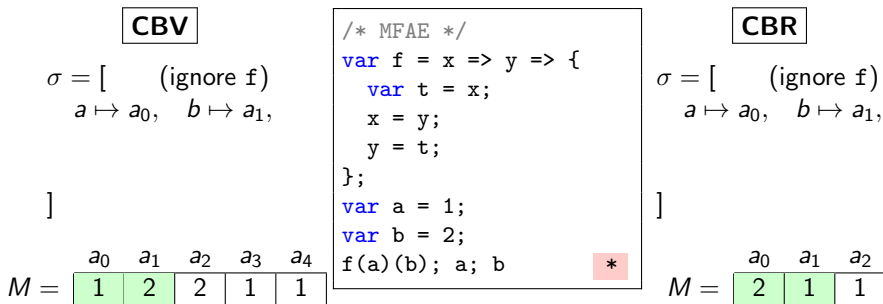 CBV
σ = [ (ignore f)
a ↦ a₀, b ↦ a₁,
]
a₀ a₁ a₂ a₃ a₄
M = 1 2 2 1 1
/* MFAE */
var f = x => y => {
var t = x;
x = y;
y = t;
};
var a = 1;
var b = 2;
f(a)(b); a; b *
CBR
σ = [ (ignore f)
a ↦ a₀, b ↦ a₁,
]
a₀ a₁ a₂
M = 2 1 1